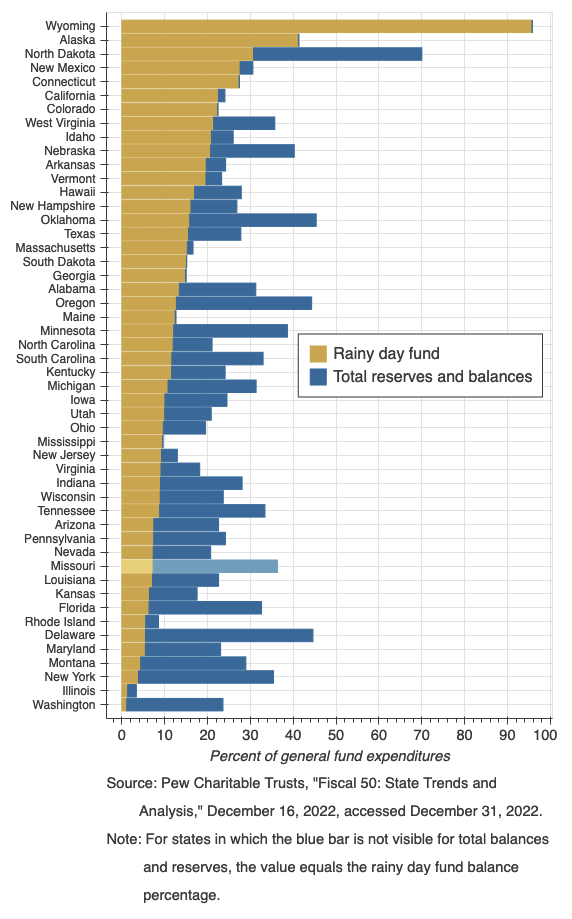 Wyoming
Alaska
North Dakota
New Mexico
Connecticut
California
Colorado
West Virginia
Idaho
Nebraska
Arkansas
Vermont
Hawaii
New Hampshire
Oklahoma
Texas
Massachusetts
South Dakota
Georgia
Alabama
Oregon
Maine
Minnesota
North Carolina
South Carolina
Kentucky
Michigan
Iowa
Utah
Ohio
Mississippi
New Jersey
Virginia
Indiana
Wisconsin
Tennessee
Arizona
Pennsylvania
Nevada
Missouri
Louisiana
Kansas
Florida
Rhode Island
Delaware
Maryland
Montana
New York
Illinois
Washington
Rainy day fund
Total reserves and balances
0 10 20 30 40 50 60 70 80 90 100
Percent of general fund expenditures
Source: Pew Charitable Trusts, "Fiscal 50: State Trends and
Analysis," December 16, 2022, accessed December 31, 2022.
Note: For states in which the blue bar is not visible for total balances
and reserves, the value equals the rainy day fund balance
percentage.